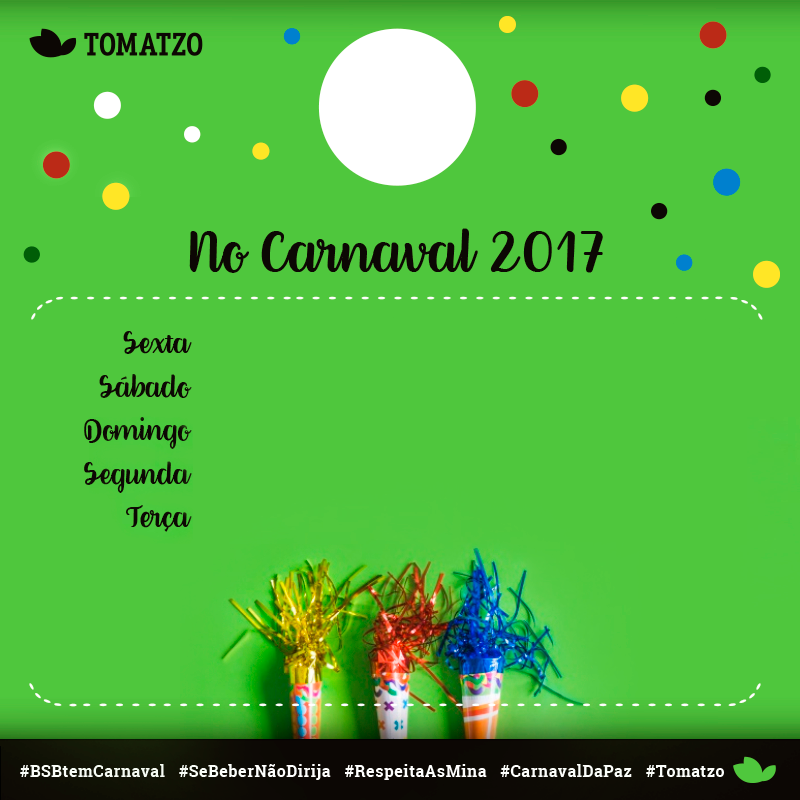 TOMATZO
No Carnaval 2017
Sexta
Sábado
Domingo
Segunda
Terça
#BSBtemCarnaval #SeBeberNãoDirija #RespeitaAsMina #CarnavalDaPaz #Tomatzo